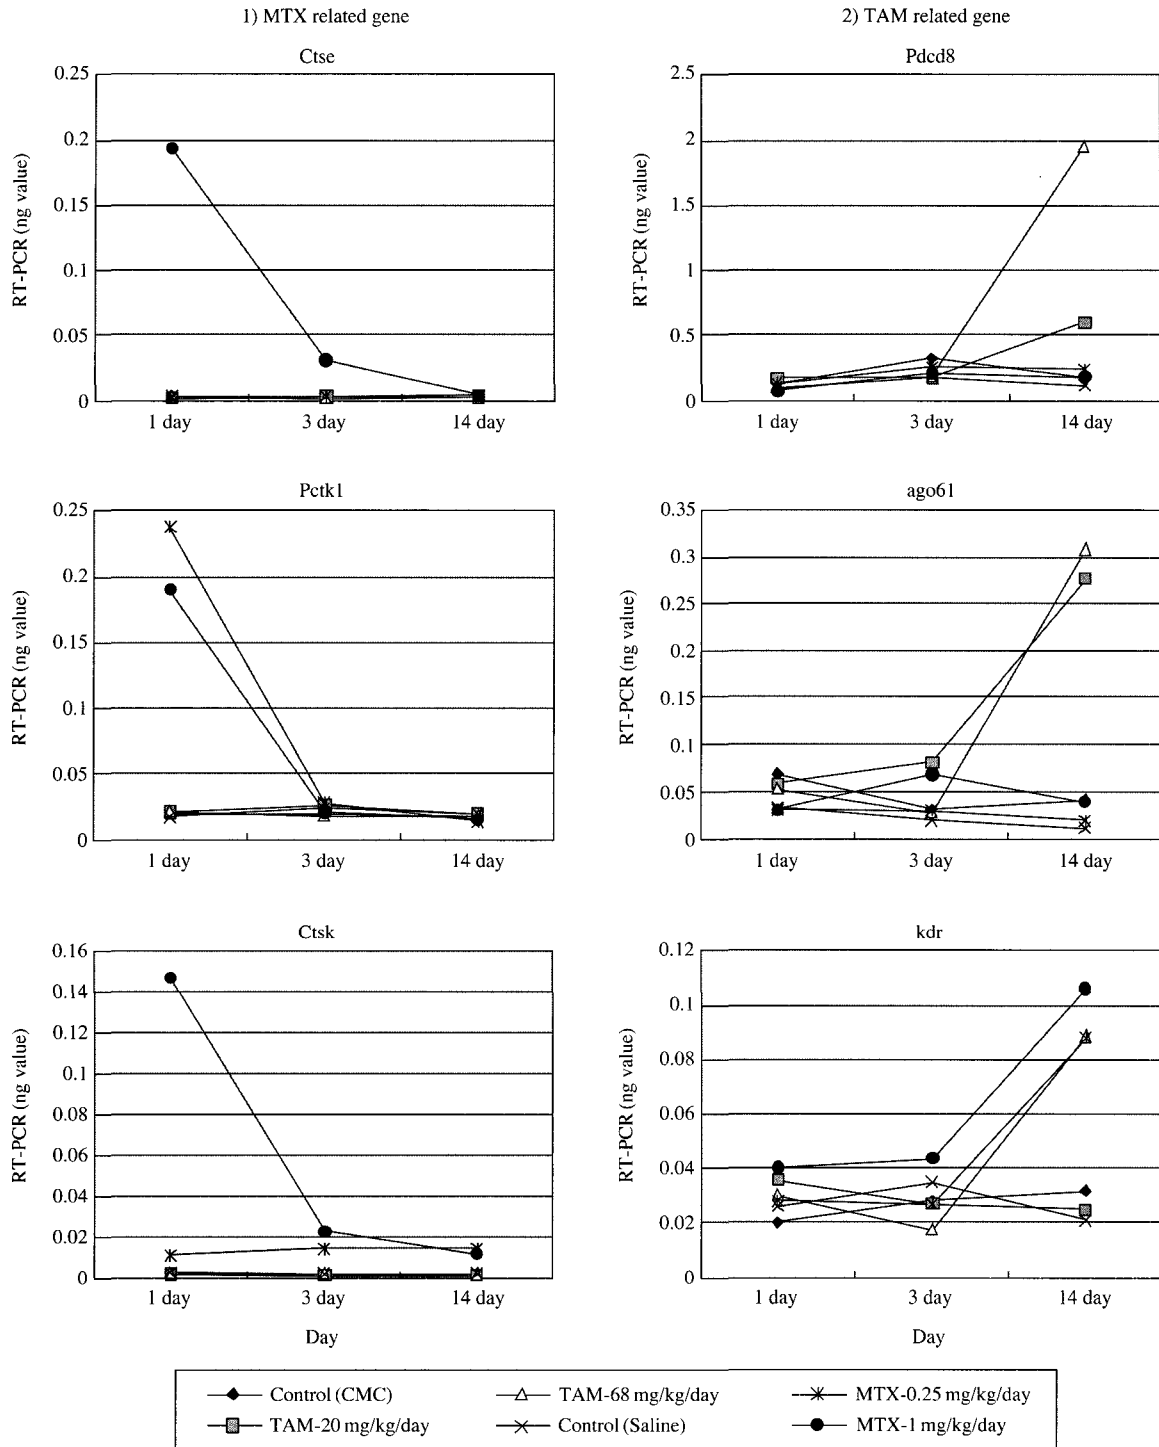 1) MTX related gene
Ctse
RT-PCR (ng value)
0.25
0.2
0.15
0.1
0.05
0
1 day 3 day 14 day
Pctk1
RT-PCR (ng value)
0.25
0.2
0.15
0.1
0.05
0
1 day 3 day 14 day
Ctsk
RT-PCR (ng value)
0.16
0.14
0.12
0.1
0.08
0.06
0.04
0.02
0
1 day 3 day 14 day
Day
2) TAM related gene
Pdcd8
RT-PCR (ng value)
2.5
2
1.5
1
0.5
0
1 day 3 day 14 day
ago61
RT-PCR (ng value)
0.35
0.3
0.25
0.2
0.15
0.1
0.05
0
1 day 3 day 14 day
kdr
RT-PCR (ng value)
0.12
0.1
0.08
0.06
0.04
0.02
0
1 day 3 day 14 day
Day
Control (CMC) TAM-68 mg/kg/day MTX-0.25 mg/kg/day
TAM-20 mg/kg/day Control (Saline) MTX-1 mg/kg/day